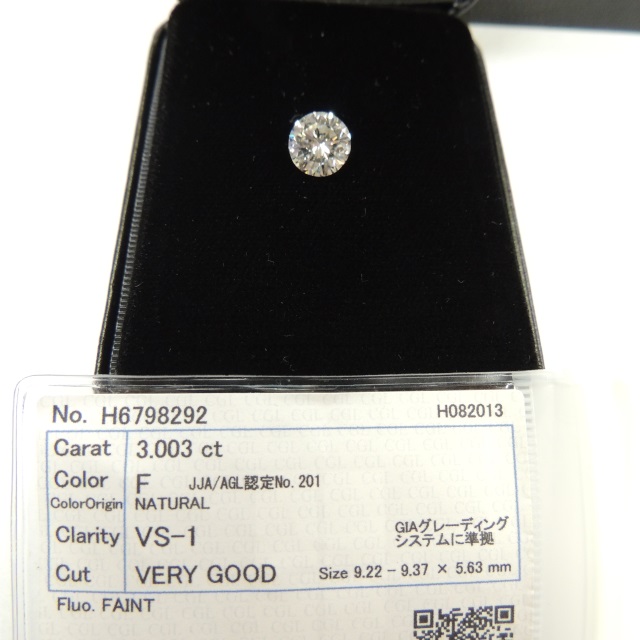 No. H6798292 H082013
Carat 3.003 ct
Color F JJA/AGL認定No.201
ColorOrigin NATURAL
Clarity VS-1 GIAグレーディング
システムに準拠
Cut VERY GOOD Size 9.22 - 9.37 × 5.63 mm
Fluo. FAINT